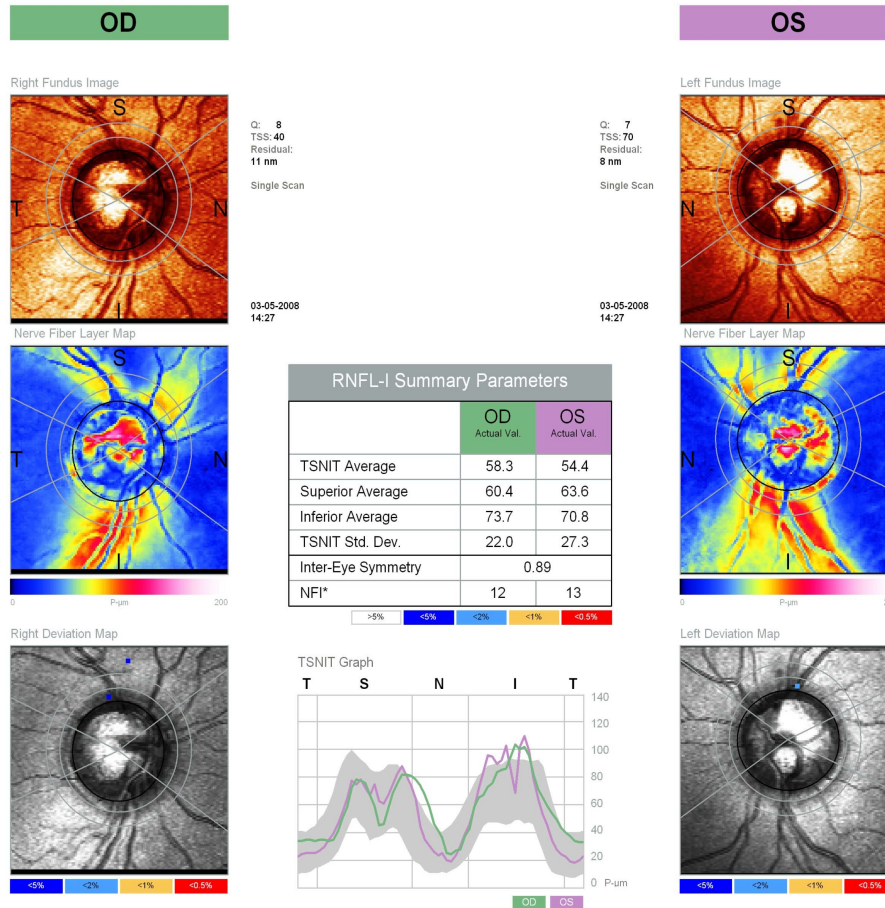 OD
OS
Right Fundus Image
Left Fundus Image
S
T
N
I
Q: 8
TSS: 40
Residual:
11 nm
Single Scan
03-05-2008
14:27
Q: 7
TSS: 70
Residual:
8 nm
Single Scan
03-05-2008
14:27
S
N
I
Nerve Fiber Layer Map
Nerve Fiber Layer Map
S
T
N
I
0 P-µm 200
S
N
I
0 P-µm 2
RNFL-I Summary Parameters
OD OS
Actual Val. Actual Val.
TSNIT Average 58.3 54.4
Superior Average 60.4 63.6
Inferior Average 73.7 70.8
TSNIT Std. Dev. 22.0 27.3
Inter-Eye Symmetry 0.89
NFI* 12 13
>5% <5% <2% <1% <0.5%
Right Deviation Map
Left Deviation Map
<5% <2% <1% <0.5%
TSNIT Graph
T S N I T
140
120
100
80
60
40
20
0 P-um
OD OS
<5% <2% <1% <0.5%